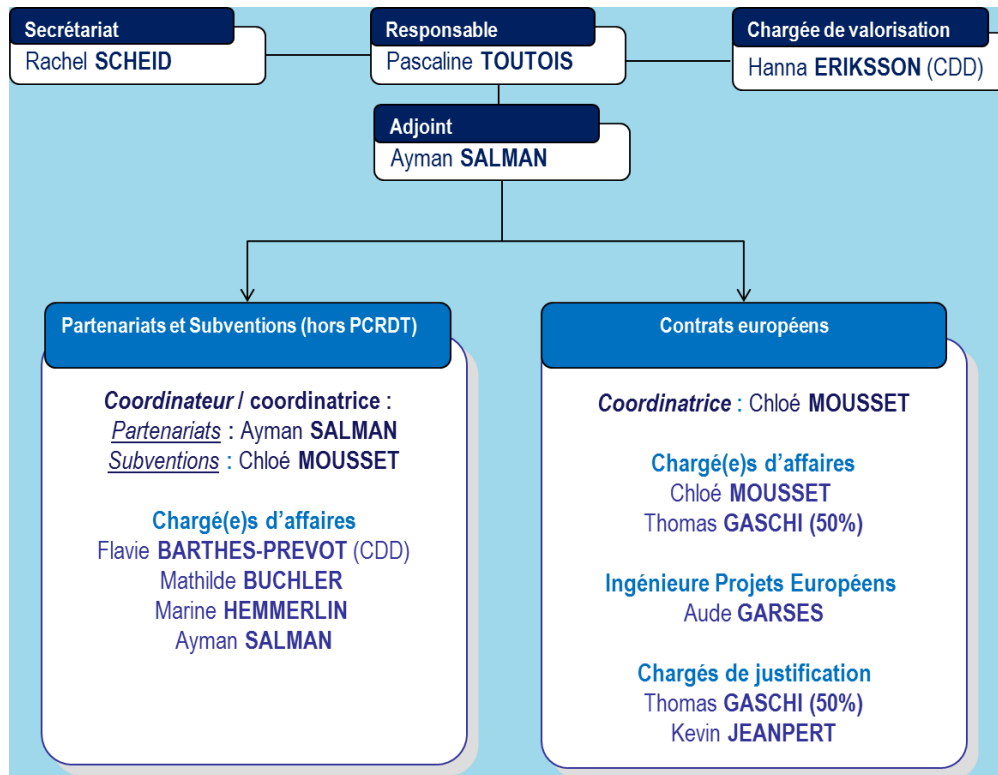 Secrétariat
Rachel SCHEID
Responsable
Pascaline TOUTOIS
Chargée de valorisation
Hanna ERIKSSON (CDD)
Adjoint
Ayman SALMAN
Partenariats et Subventions (hors PCRDT)
Coordinateur / coordinatrice :
Partenariats : Ayman SALMAN
Subventions : Chloé MOUSSET
Chargé(e)s d'affaires
Flavie BARTHES-PREVOT (CDD)
Mathilde BUCHLER
Marine HEMMERLIN
Ayman SALMAN
Contrats européens
Coordinatrice : Chloé MOUSSET
Chargé(e)s d'affaires
Chloé MOUSSET
Thomas GASCHI (50%)
Ingénieure Projets Européens
Aude GARSES
Chargés de justification
Thomas GASCHI (50%)
Kevin JEANPERT